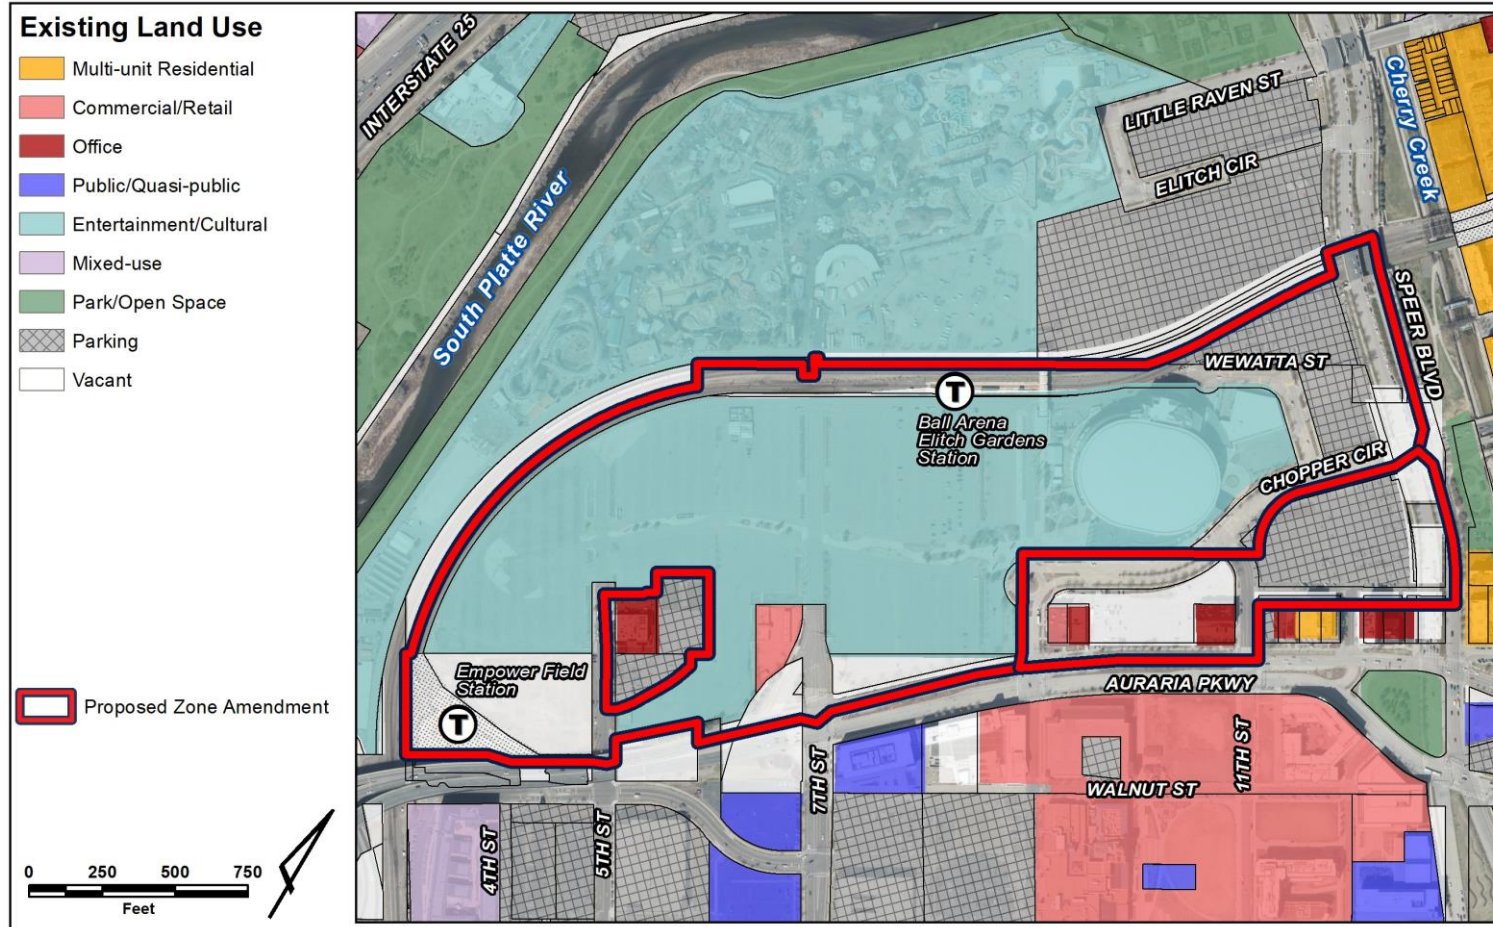 Existing Land Use
Multi-unit Residential
Commercial/Retail
Office
Public/Quasi-public
Entertainment/Cultural
Mixed-use
Park/Open Space
Parking
Vacant
Proposed Zone Amendment
0 250 500 750
Feet
INTERSTATE 25
South Platte River
LITTLE RAVEN ST
ELITCH CIR
Cherry Creek
SPEER BLVD
WEWATTA ST
T
Ball Arena
Elitch Gardens
Station
CHOPPER CIR
Empower Field
Station
T
AURARIA PKWY
7TH ST
11TH ST
WALNUT ST
4TH ST
5TH ST